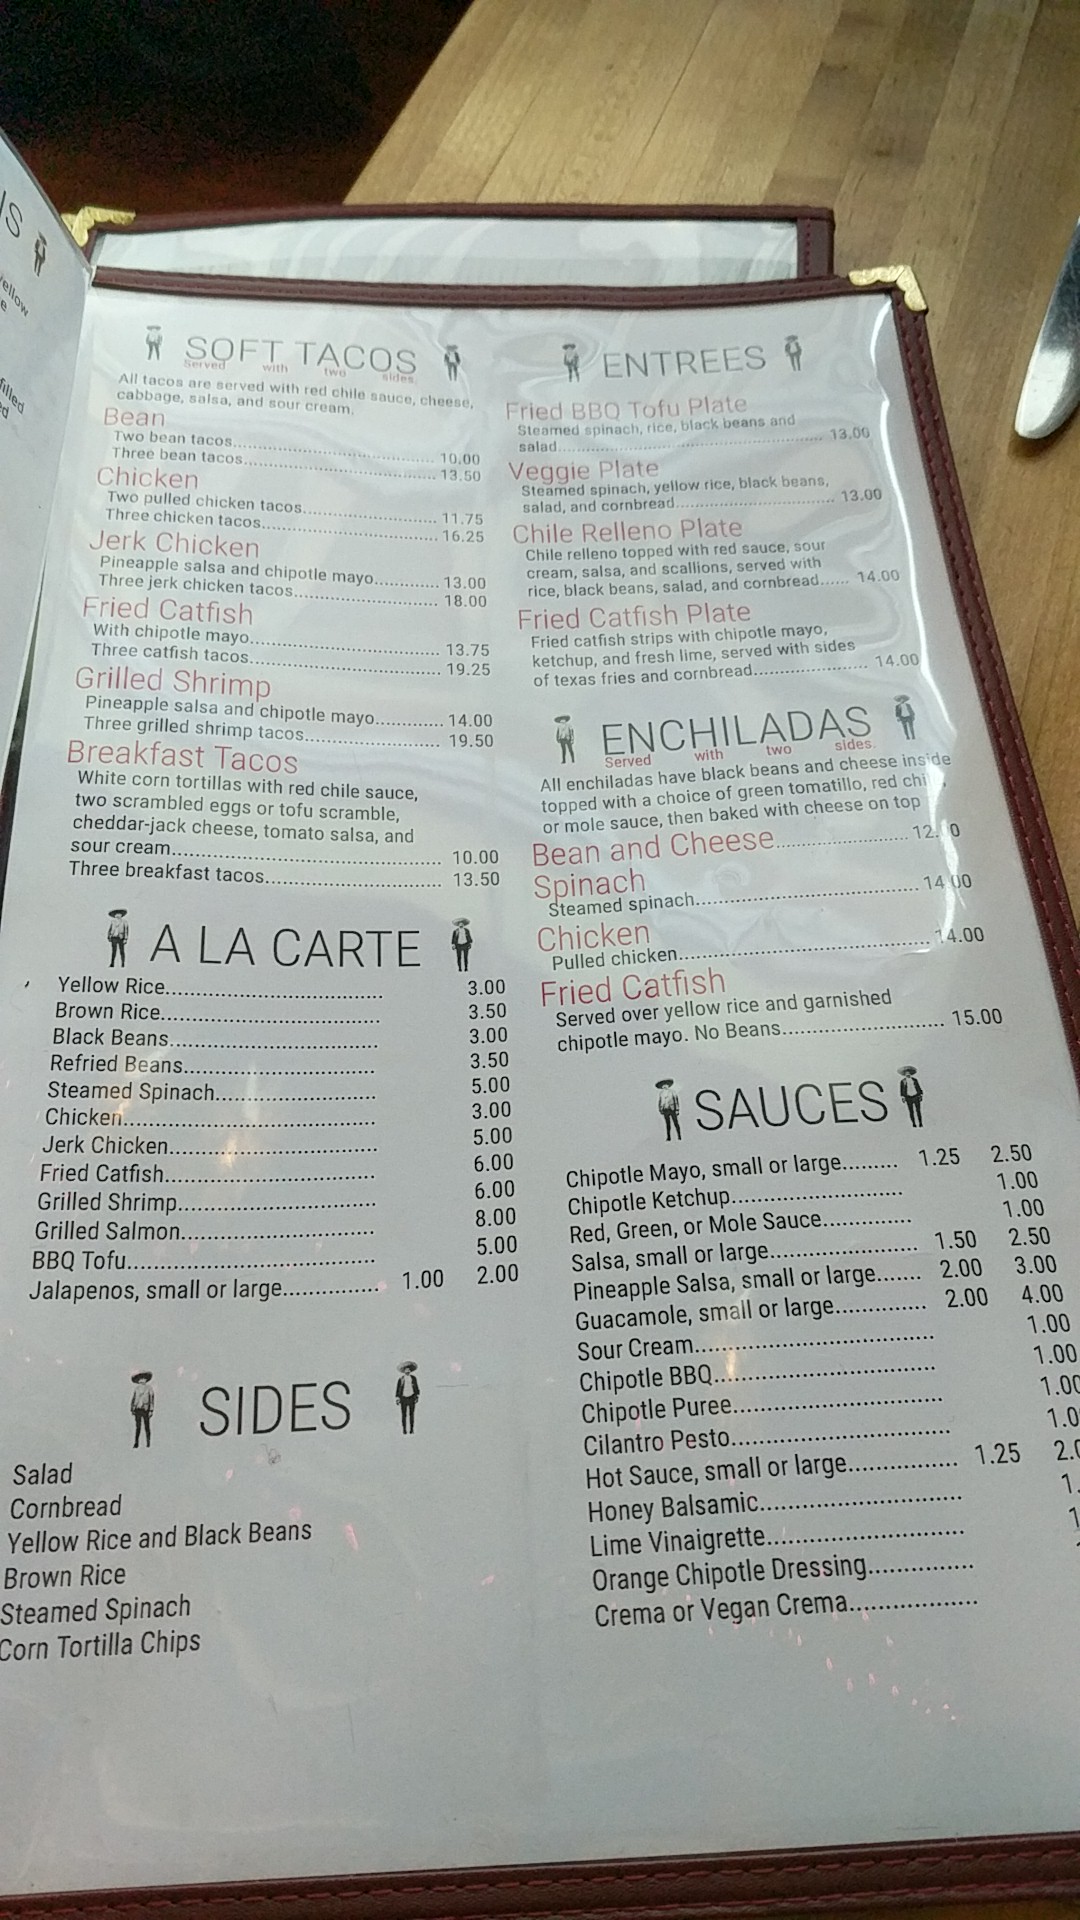 IS
ellow
e
filled
d
SOFT TACOS
Served with two sides.
All tacos are served with red chile sauce, cheese,
cabbage, salsa, and sour cream.
Bean
Two bean tacos 10.00
Three bean tacos 13.50
Chicken
Two pulled chicken tacos 11.75
Three chicken tacos 16.25
Jerk Chicken
Pineapple salsa and chipotle mayo 13.00
Three jerk chicken tacos 18.00
Fried Catfish
With chipotle mayo 13.75
Three catfish tacos 19.25
Grilled Shrimp
Pineapple salsa and chipotle mayo 14.00
Three grilled shrimp tacos 19.50
Breakfast Tacos
White corn tortillas with red chile sauce,
two scrambled eggs or tofu scramble,
cheddar-jack cheese, tomato salsa, and
sour cream 10.00
Three breakfast tacos 13.50
A LA CARTE
Yellow Rice 3.00
Brown Rice 3.50
Black Beans 3.00
Refried Beans 3.50
Steamed Spinach 5.00
Chicken 3.00
Jerk Chicken 5.00
Fried Catfish 6.00
Grilled Shrimp 6.00
Grilled Salmon 8.00
BBQ Tofu 5.00
Jalapenos, small or large 1.00 2.00
SIDES
Salad
Cornbread
Yellow Rice and Black Beans
Brown Rice
Steamed Spinach
Corn Tortilla Chips
ENTREES
Fried BBQ Tofu Plate
Steamed spinach, rice, black beans and
salad 13.00
Veggie Plate
Steamed spinach, yellow rice, black beans,
salad, and cornbread 13.00
Chile Relleno Plate
Chile relleno topped with red sauce, sour
cream, salsa, and scallions, served with
rice, black beans, salad, and cornbread 14.00
Fried Catfish Plate
Fried catfish strips with chipotle mayo,
ketchup, and fresh lime, served with sides
of texas fries and cornbread 14.00
ENCHILADAS
Served with two sides.
All enchiladas have black beans and cheese inside
topped with a choice of green tomatillo, red
or mole sauce, then baked with cheese on top
Bean and Cheese
Spinach
Steamed spinach 14.00
Chicken
Pulled chicken 14.00
Fried Catfish
Served over yellow rice and garnished
chipotle mayo. No Beans 15.00
SAUCES
Chipotle Mayo, small or large 1.25 2.50
Chipotle Ketchup 1.00
Red, Green, or Mole Sauce 1.00
Salsa, small or large 1.50 2.50
Pineapple Salsa, small or large 2.00 3.00
Guacamole, small or large 2.00 4.00
Sour Cream 1.00
Chipotle BBQ 1.00
Chipotle Puree 1.00
Cilantro Pesto 1.0
Hot Sauce, small or large 1.25 2.0
Honey Balsamic 1.
Lime Vinaigrette 1
Orange Chipotle Dressing
Crema or Vegan Crema